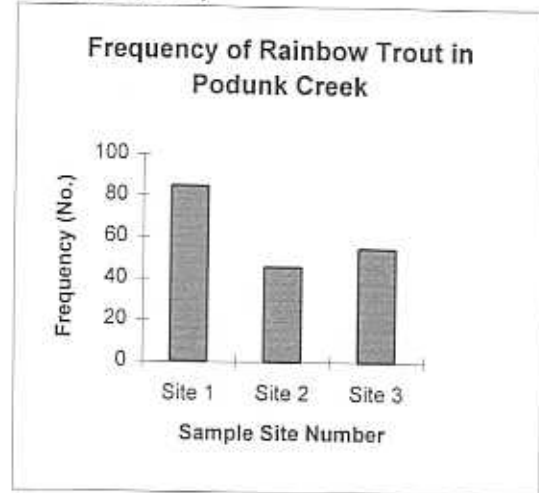 Frequency of Rainbow Trout in
Podunk Creek
Frequency (No.)
100
80
60
40
20
0
Site 1 Site 2 Site 3
Sample Site Number